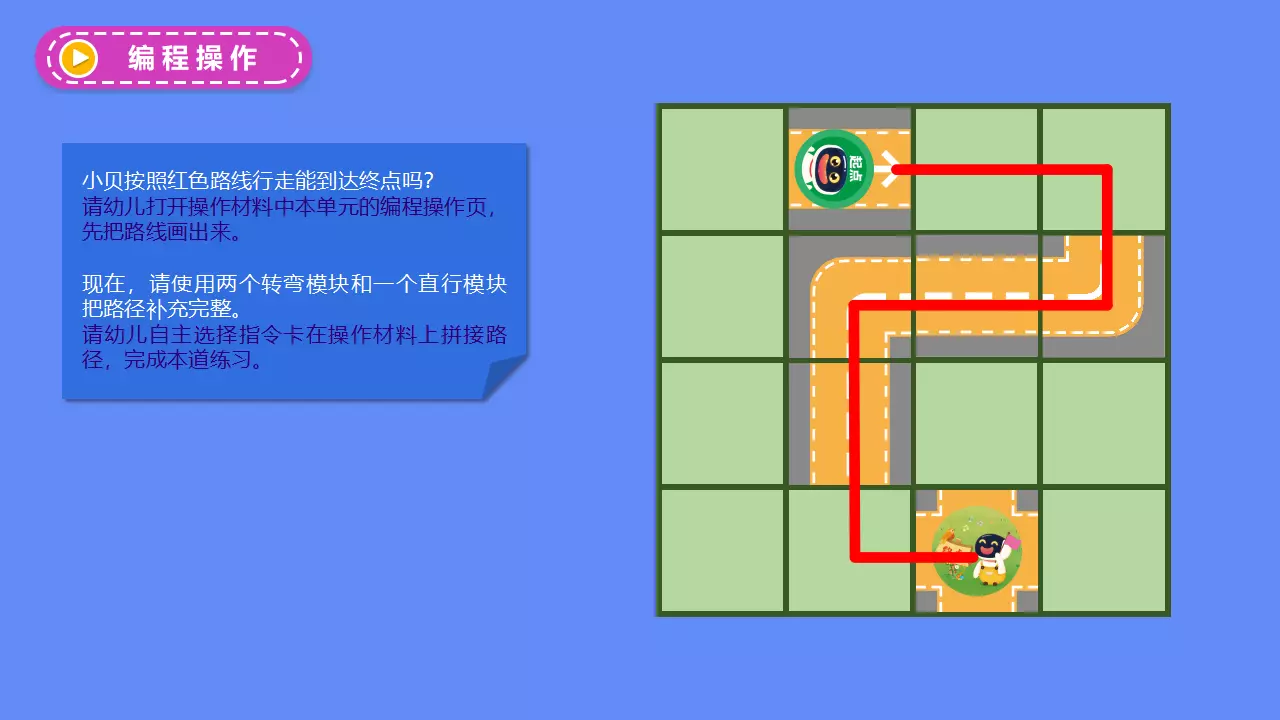 编程操作
小贝按照红色路线行走能到达终点吗？
请幼儿打开操作材料中本单元的编程操作页，
先把路线画出来。
现在，请使用两个转弯模块和一个直行模块
把路径补充完整。
请幼儿自主选择指令卡在操作材料上拼接路
径，完成本道练习。
起点